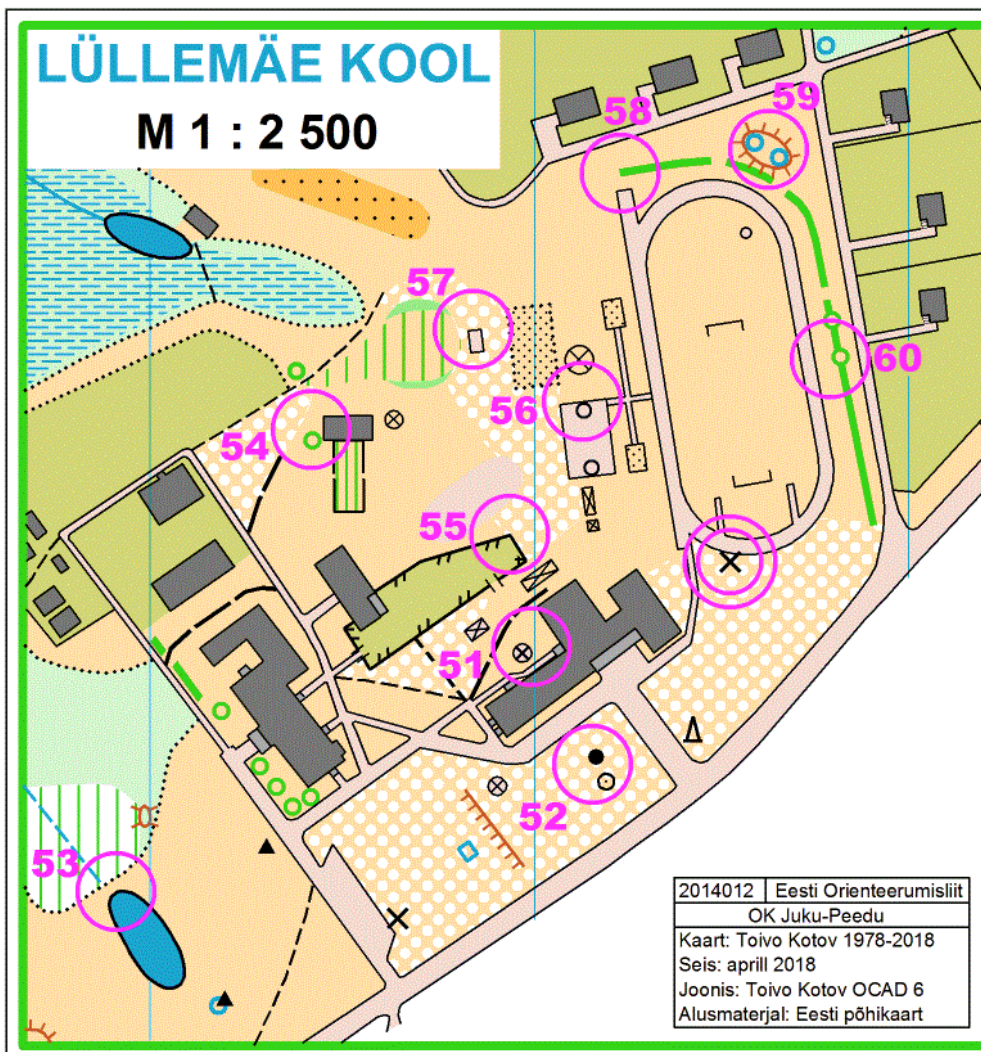 LÜLLEMÄE KOOL
M 1 : 2 500
58
59
57
60
56
54
55
51
52
53
2014012 Eesti Orienteerumisliit
OK Juku-Peedu
Kaart: Toivo Kotov 1978-2018
Seis: aprill 2018
Joonis: Toivo Kotov OCAD 6
Alusmaterjal: Eesti põhikaart